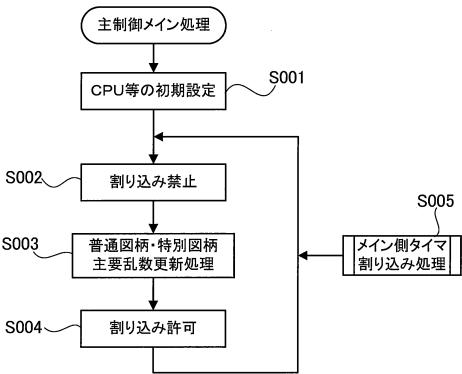 主制御メイン処理
S001
CPU等の初期設定
S002
割り込み禁止
S005
S003
普通図柄・特別図柄
主要乱数更新処理
メイン側タイマ
割り込み処理
S004
割り込み許可